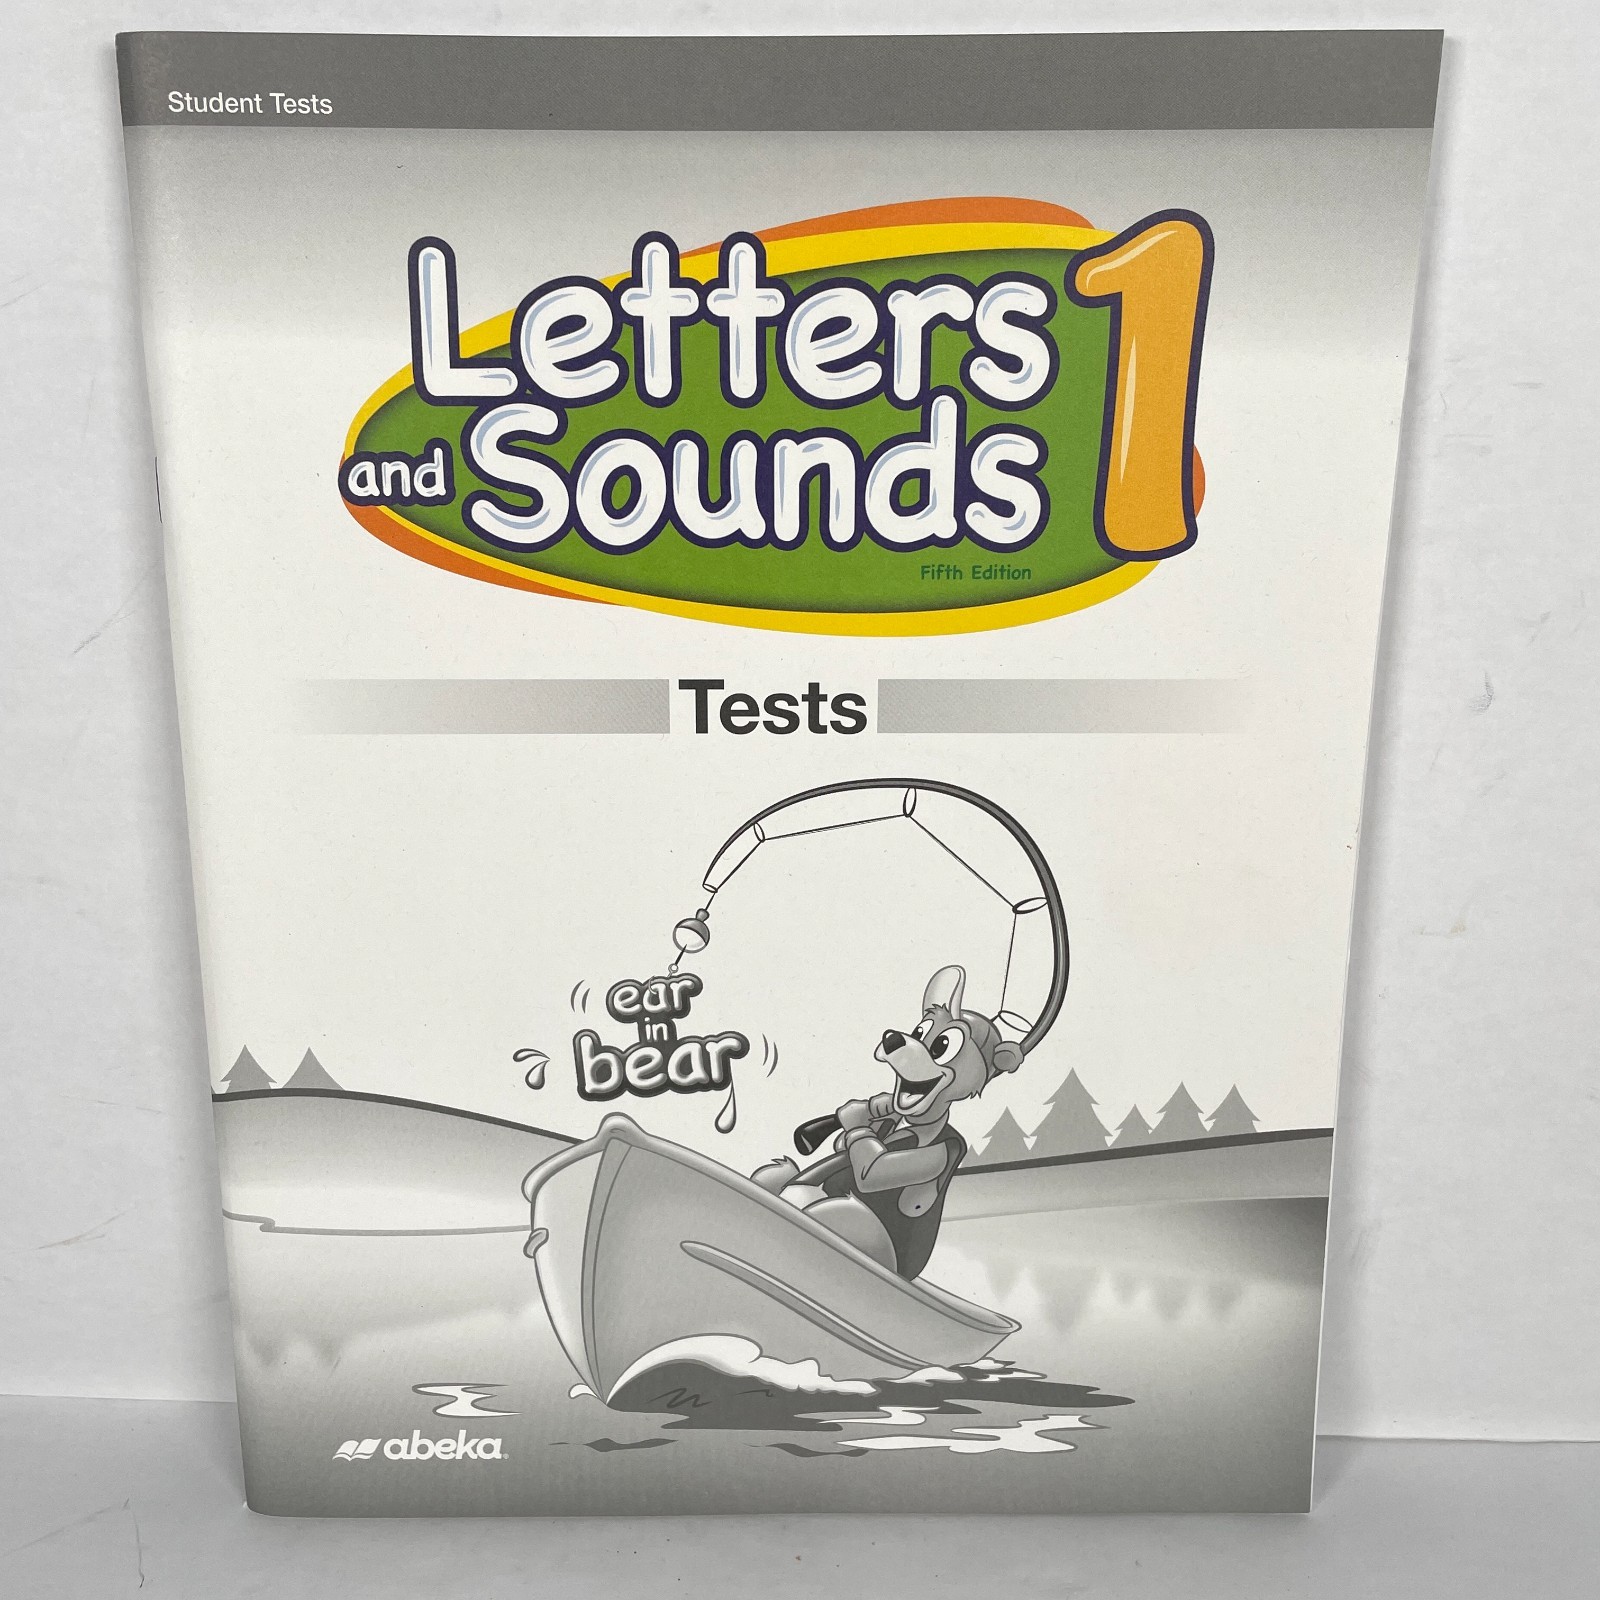 Student Tests
Letters 1
and Sounds
Fifth Edition
Tests
ear
in
bear
abeka